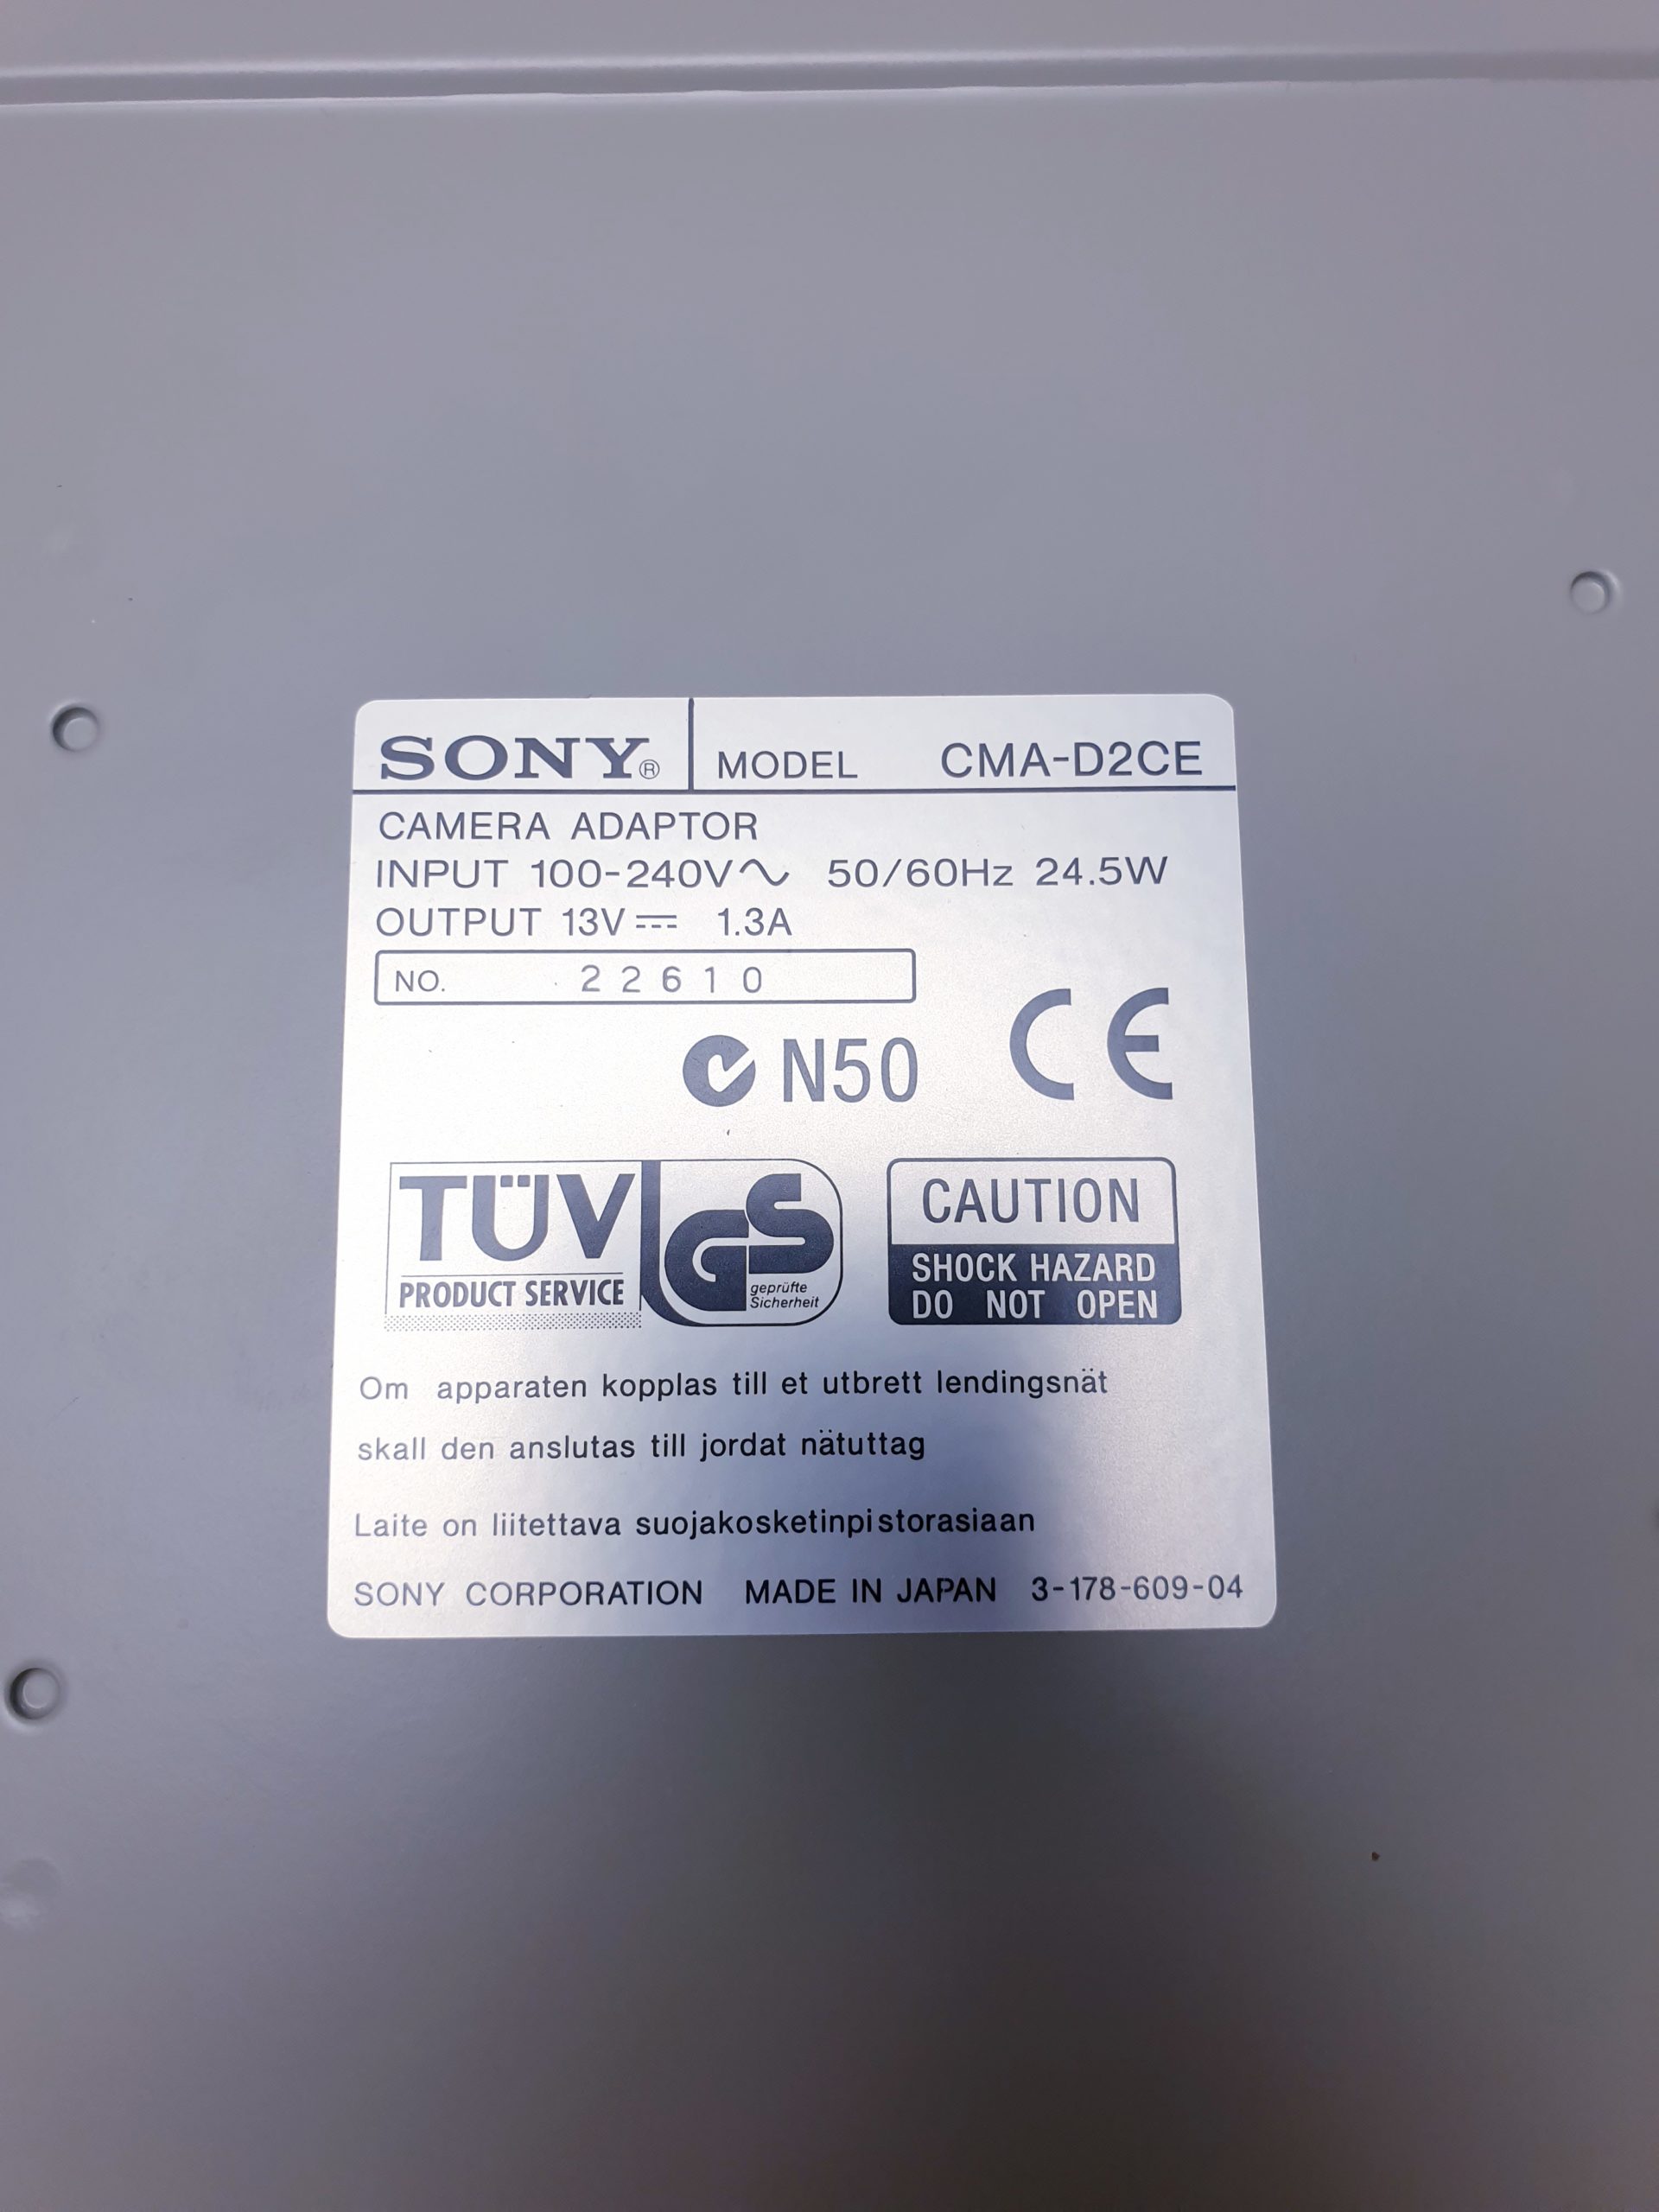 SONY® MODEL CMA-D2CE
CAMERA ADAPTOR
INPUT 100-240V∿ 50/60Hz 24.5W
OUTPUT 13V⎓ 1.3A
NO. 22610
N50 CE
TÜV
PRODUCT SERVICE
GS
geprüfte
Sicherheit
CAUTION
SHOCK HAZARD
DO NOT OPEN
Om apparaten kopplas till et utbrett lendingsnät
skall den anslutas till jordat nätuttag
Laite on liitettava suojakosketinpistorasiaan
SONY CORPORATION MADE IN JAPAN 3-178-609-04